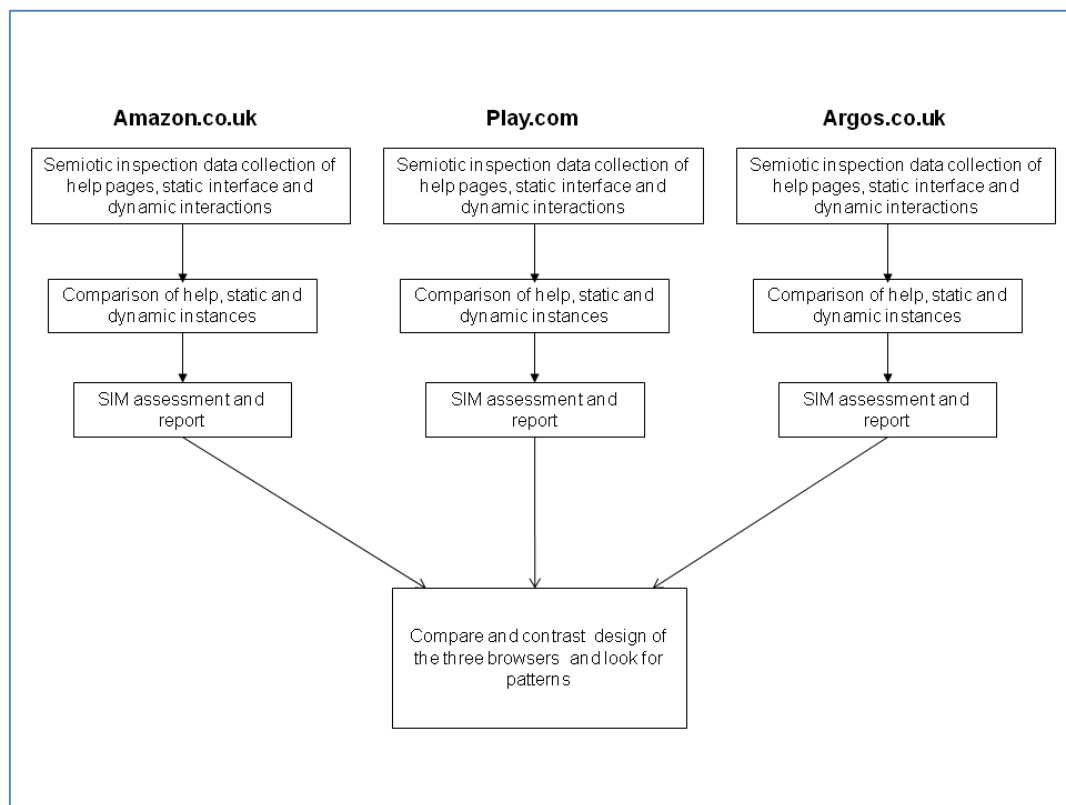 Amazon.co.uk
Semiotic inspection data collection of
help pages, static interface and
dynamic interactions
Comparison of help, static and
dynamic instances
SIM assessment and
report
Play.com
Semiotic inspection data collection of
help pages, static interface and
dynamic interactions
Comparison of help, static and
dynamic instances
SIM assessment and
report
Argos.co.uk
Semiotic inspection data collection of
help pages, static interface and
dynamic interactions
Comparison of help, static and
dynamic instances
SIM assessment and
report
Compare and contrast design of
the three browsers and look for
patterns